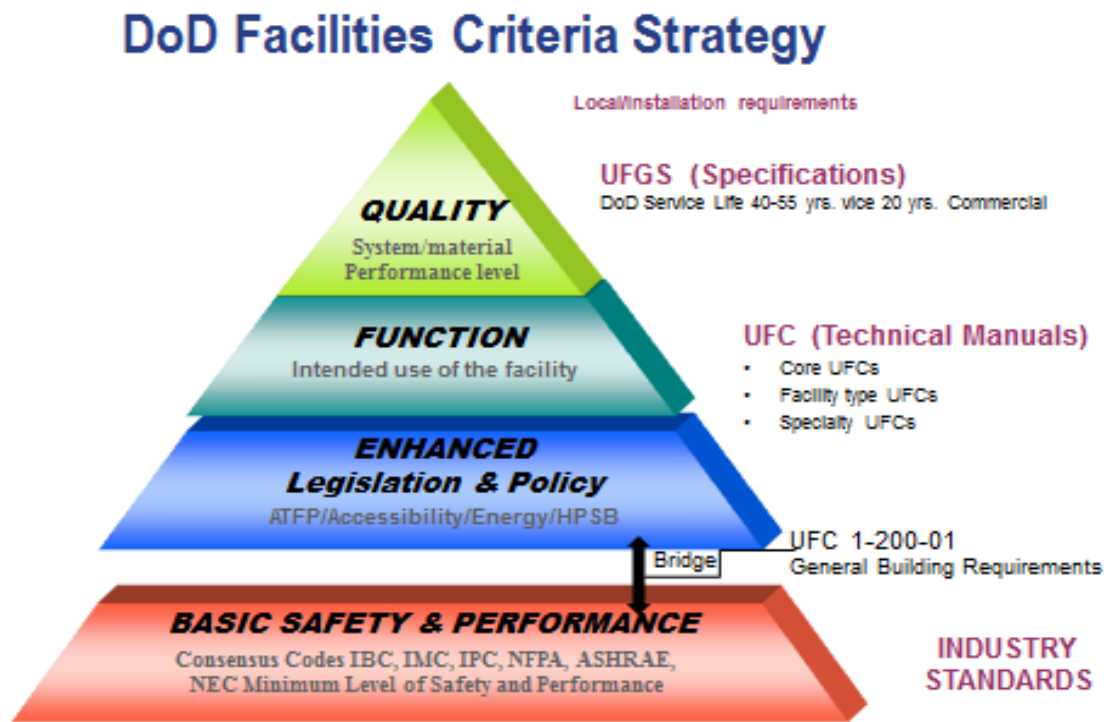 DoD Facilities Criteria Strategy
Local/installation requirements
UFGS (Specifications)
DoD Service Life 40-55 yrs. vice 20 yrs. Commercial
QUALITY
System/material
Performance level
FUNCTION
Intended use of the facility
UFC (Technical Manuals)
• Core UFCs
• Facility type UFCs
• Specialty UFCs
ENHANCED
Legislation & Policy
ATFP/Accessibility/Energy/HPSB
Bridge
UFC 1-200-01
General Building Requirements
BASIC SAFETY & PERFORMANCE
Consensus Codes IBC, IMC, IPC, NFPA, ASHRAE,
NEC Minimum Level of Safety and Performance
INDUSTRY
STANDARDS